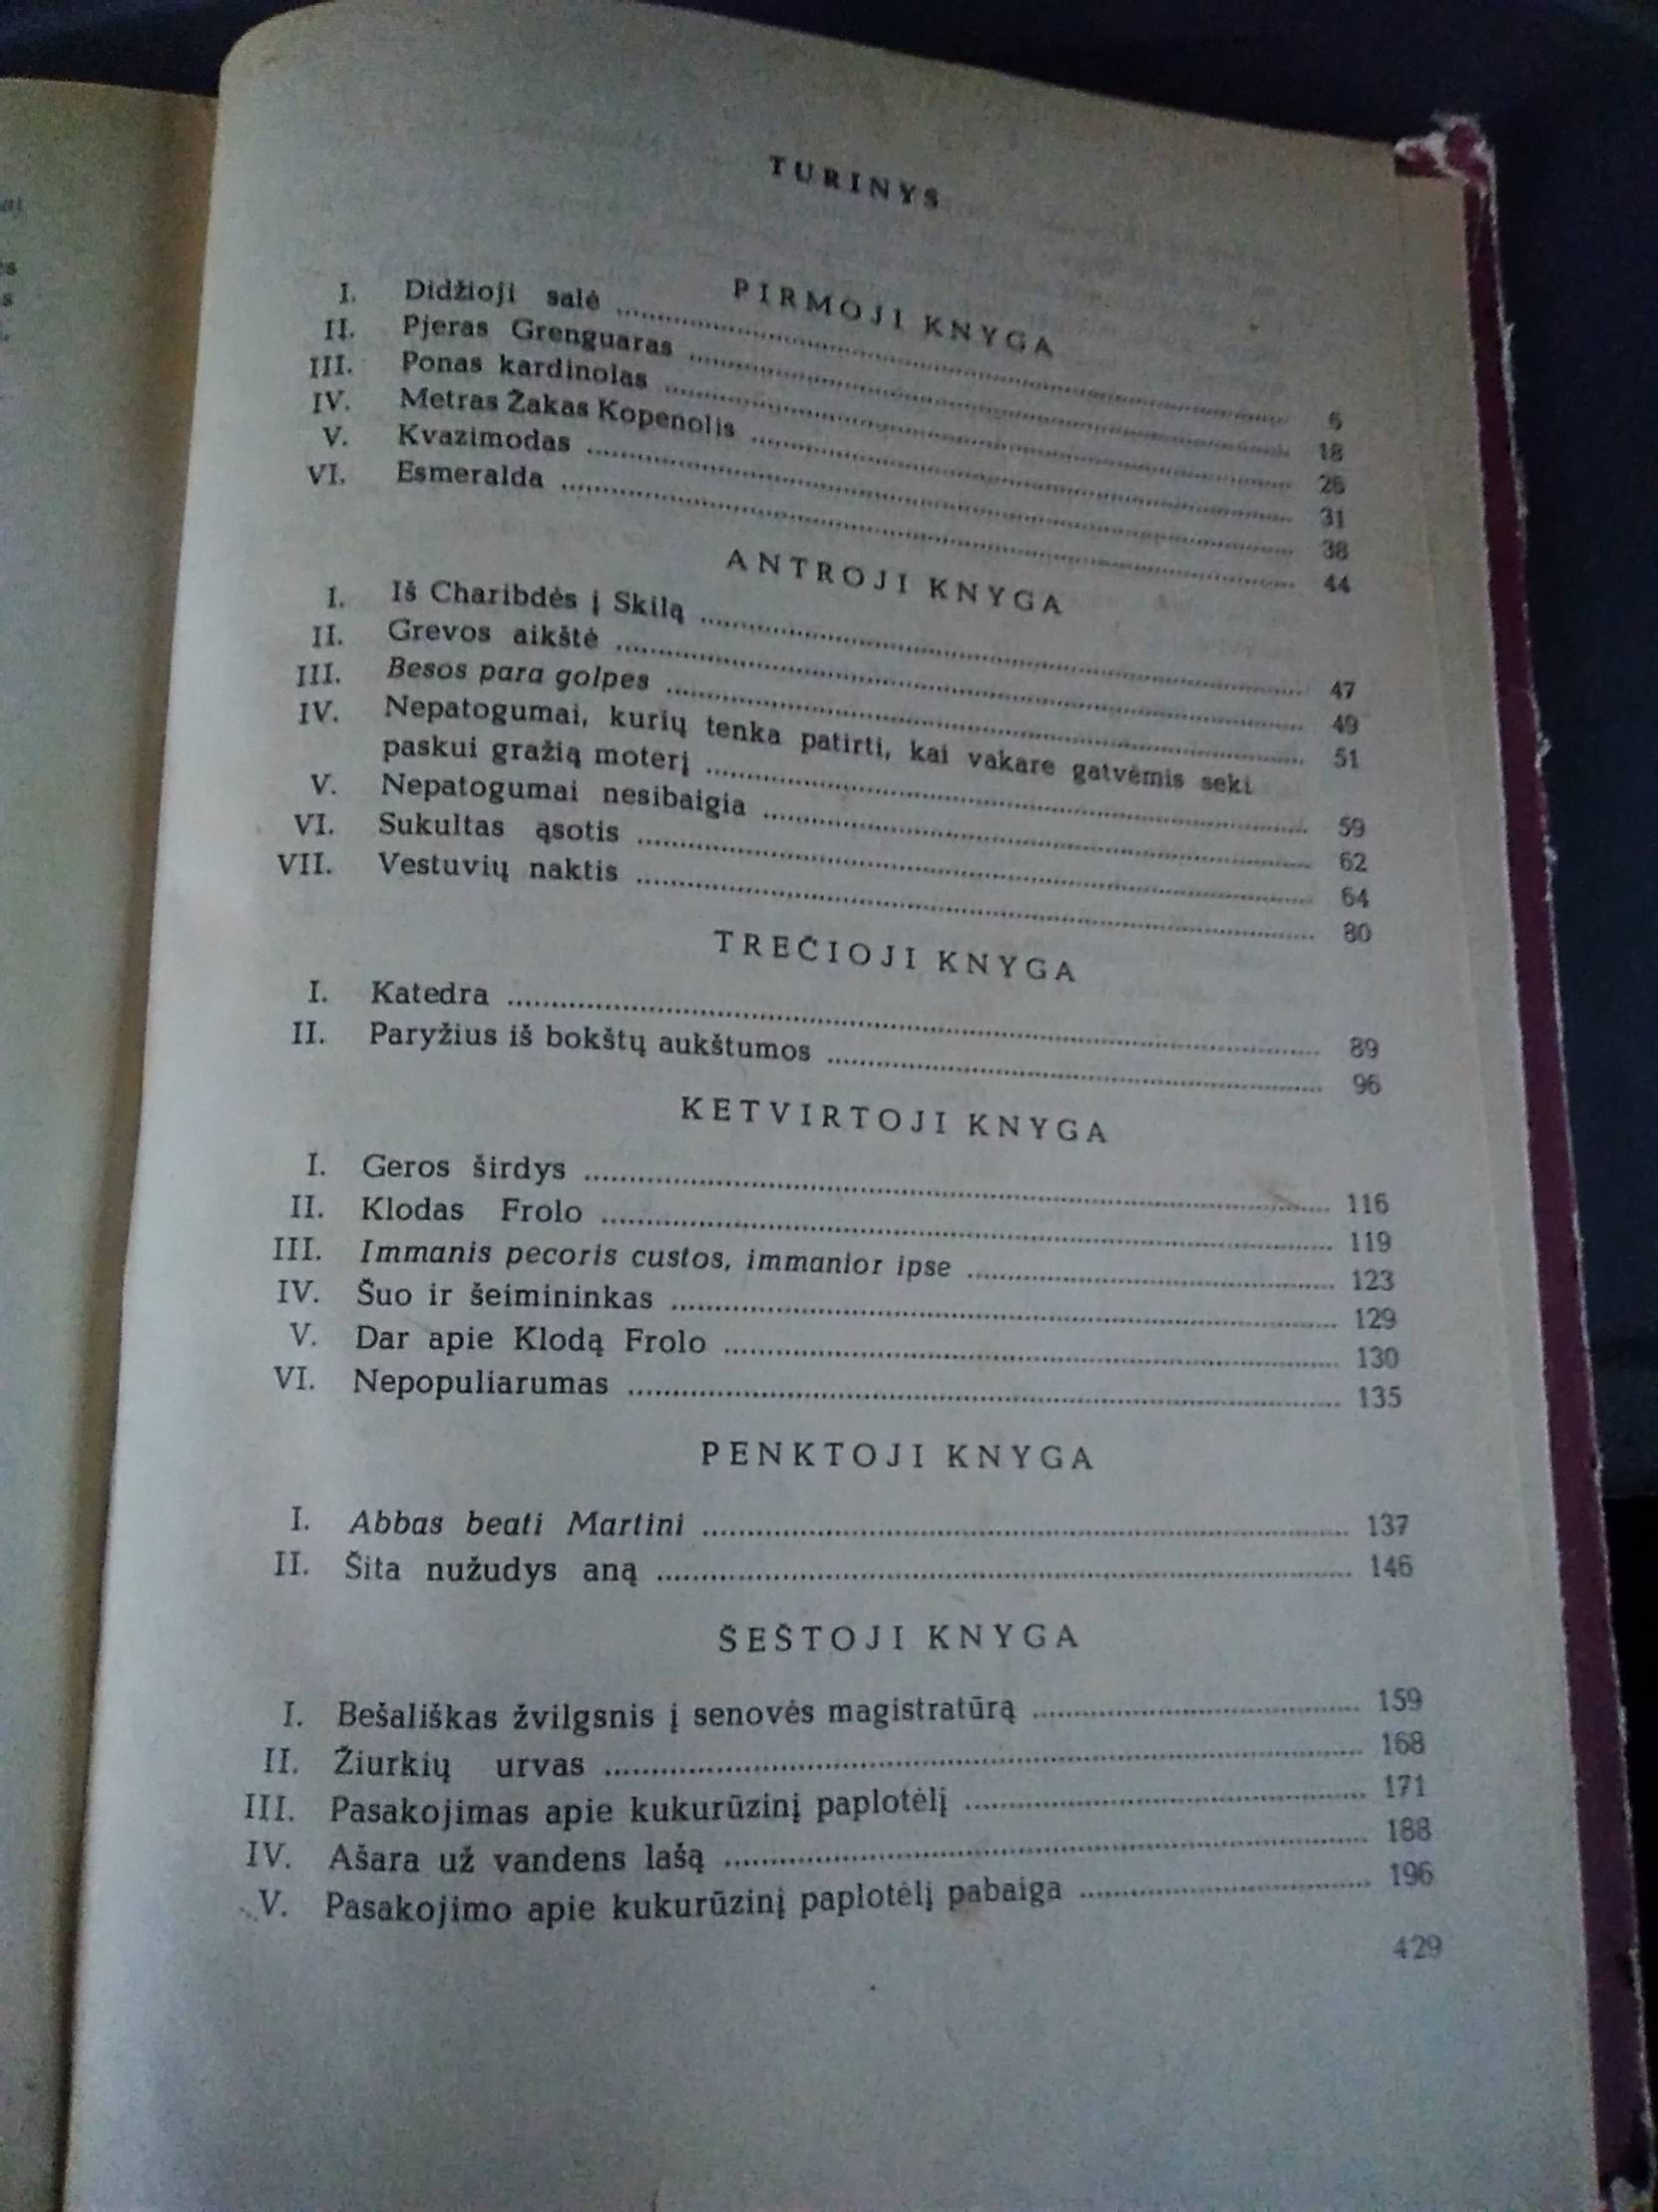 TURINYS
PIRMOJI KNYGA
I. Didžioji salė 6
II. Pjeras Grenguaras 18
III. Ponas kardinolas 26
IV. Metras Žakas Kopenolis 31
V. Kvazimodas 38
VI. Esmeralda 44
ANTROJI KNYGA
I. Iš Charibdės į Skilą 47
II. Grevos aikštė 49
III. Besos para golpes 51
IV. Nepatogumai, kurių tenka patirti, kai vakare gatvėmis seki
paskui gražią moterį 59
V. Nepatogumai nesibaigia 62
VI. Sukultas ąsotis 64
VII. Vestuvių naktis 80
TREČIOJI KNYGA
I. Katedra 89
II. Paryžius iš bokštų aukštumos 96
KETVIRTOJI KNYGA
I. Geros širdys 116
II. Klodas Frolo 119
III. Immanis pecoris custos, immanior ipse 123
IV. Šuo ir šeimininkas 129
V. Dar apie Klodą Frolo 130
VI. Nepopuliarumas 135
PENKTOJI KNYGA
I. Abbas beati Martini 137
II. Šita nužudys aną 146
ŠEŠTOJI KNYGA
I. Bešališkas žvilgsnis į senovės magistratūrą 159
II. Žiurkių urvas 168
III. Pasakojimas apie kukurūzinį paplotėlį 171
IV. Ašara už vandens lašą 188
V. Pasakojimo apie kukurūzinį paplotėlį pabaiga 196
429